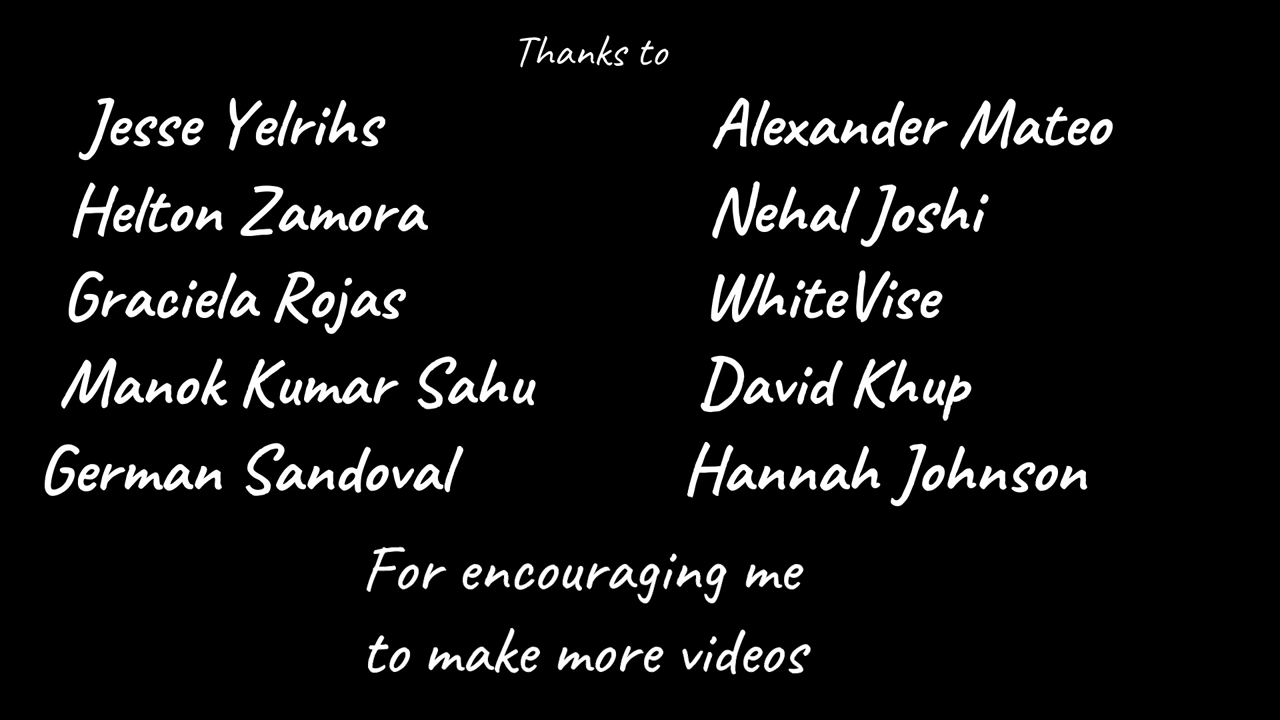 Thanks to
Jesse Yelrihs
Helton Zamora
Graciela Rojas
Manok Kumar Sahu
German Sandoval
Alexander Mateo
Nehal Joshi
WhiteVise
David Khup
Hannah Johnson
For encouraging me
to make more videos